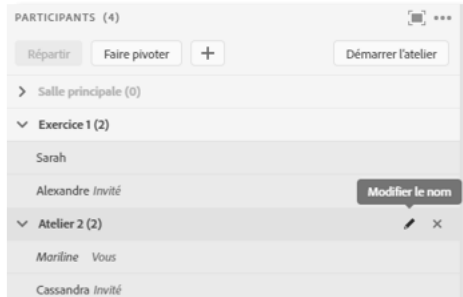 PARTICIPANTS (4)
Répartir Faire pivoter + Démarrer l'atelier
Salle principale (0)
Exercice 1 (2)
Sarah
Alexandre Invité
Modifier le nom
Atelier 2 (2)
Mariline Vous
Cassandra Invité